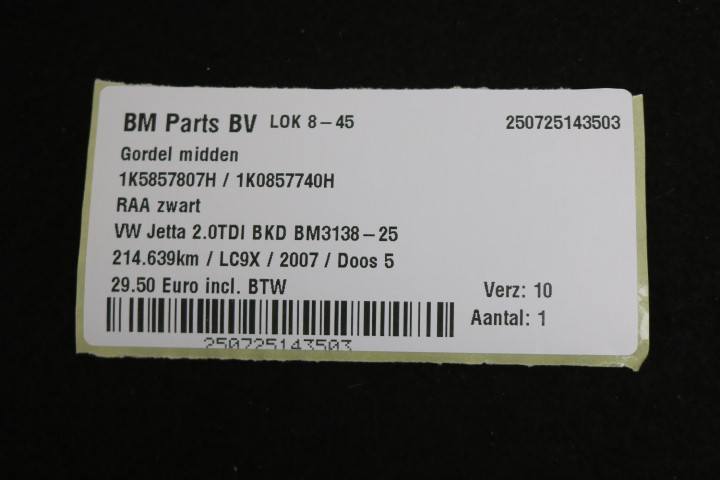 BM Parts BV LOK 8-45 250725143503
Gordel midden
1K5857807H / 1K0857740H
RAA zwart
VW Jetta 2.0TDI BKD BM3138-25
214.639km / LC9X / 2007 / Doos 5
29.50 Euro incl. BTW Verz: 10
Aantal: 1
250725143503